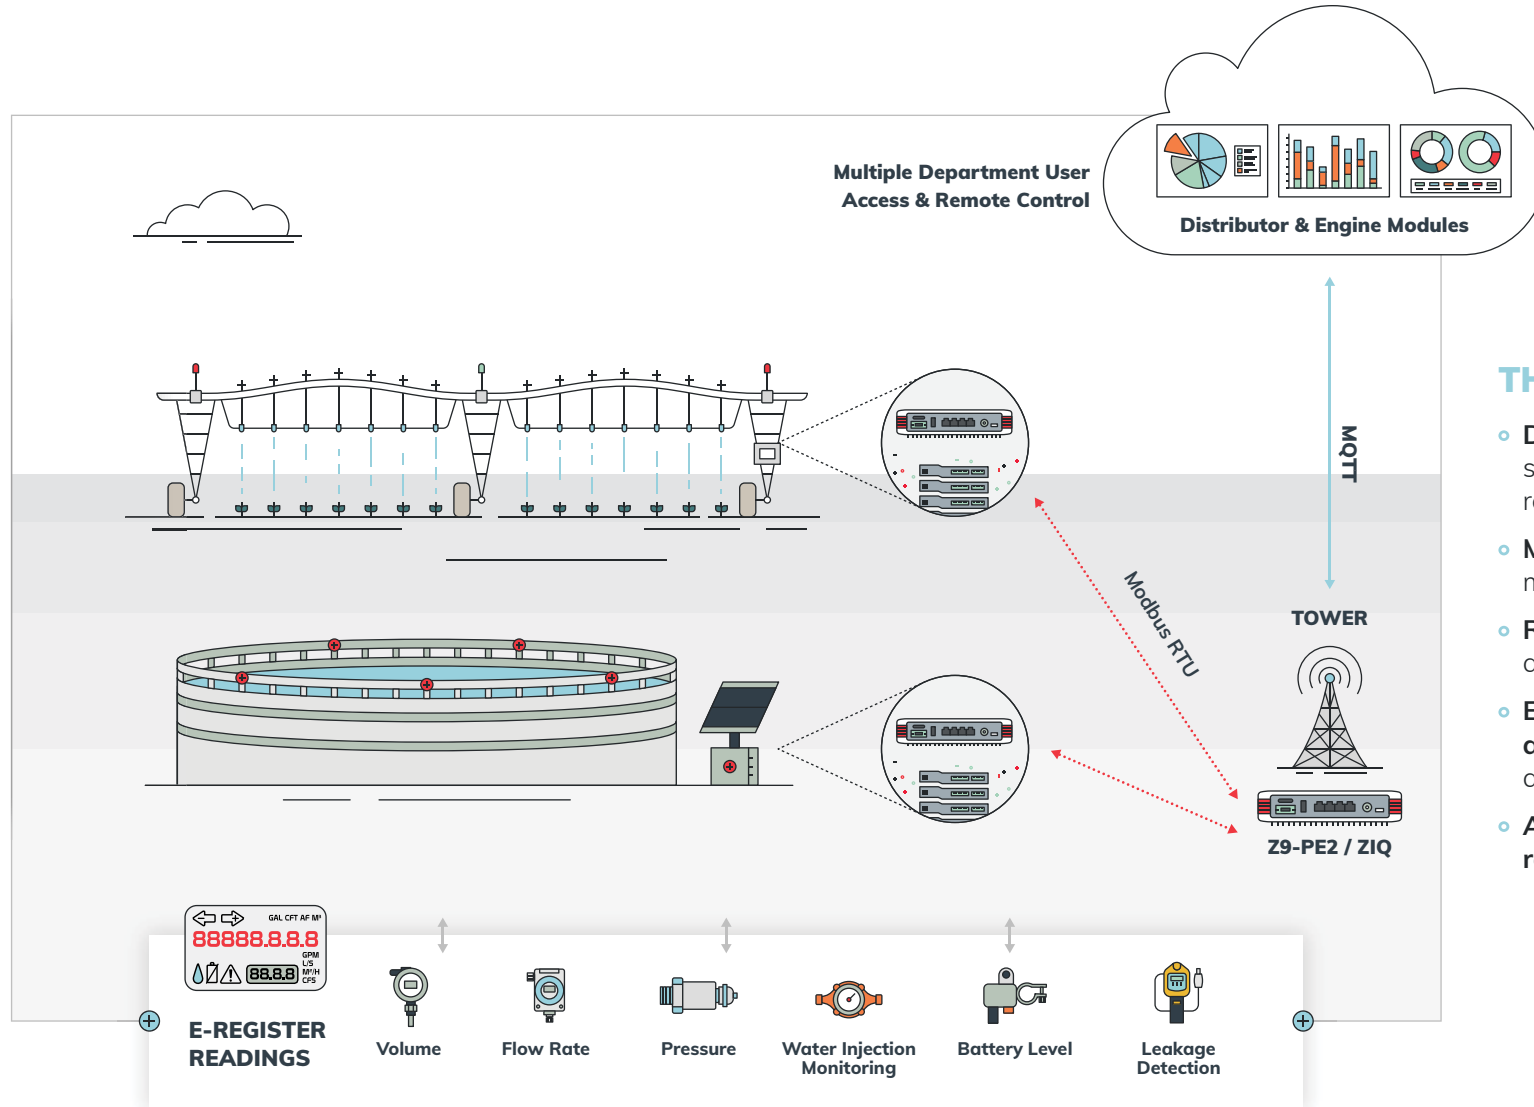 Multiple Department User
Access & Remote Control
Distributor & Engine Modules
MQTT
TOWER
Modbus RTU
Z9-PE2 / ZIQ
GAL CFT AF M³
88888.8.8.8
GPM
L/S
88.8.8
M³/H
CFS
E-REGISTER
READINGS
Volume
Flow Rate
Pressure
Water Injection
Monitoring
Battery Level
Leakage
Detection